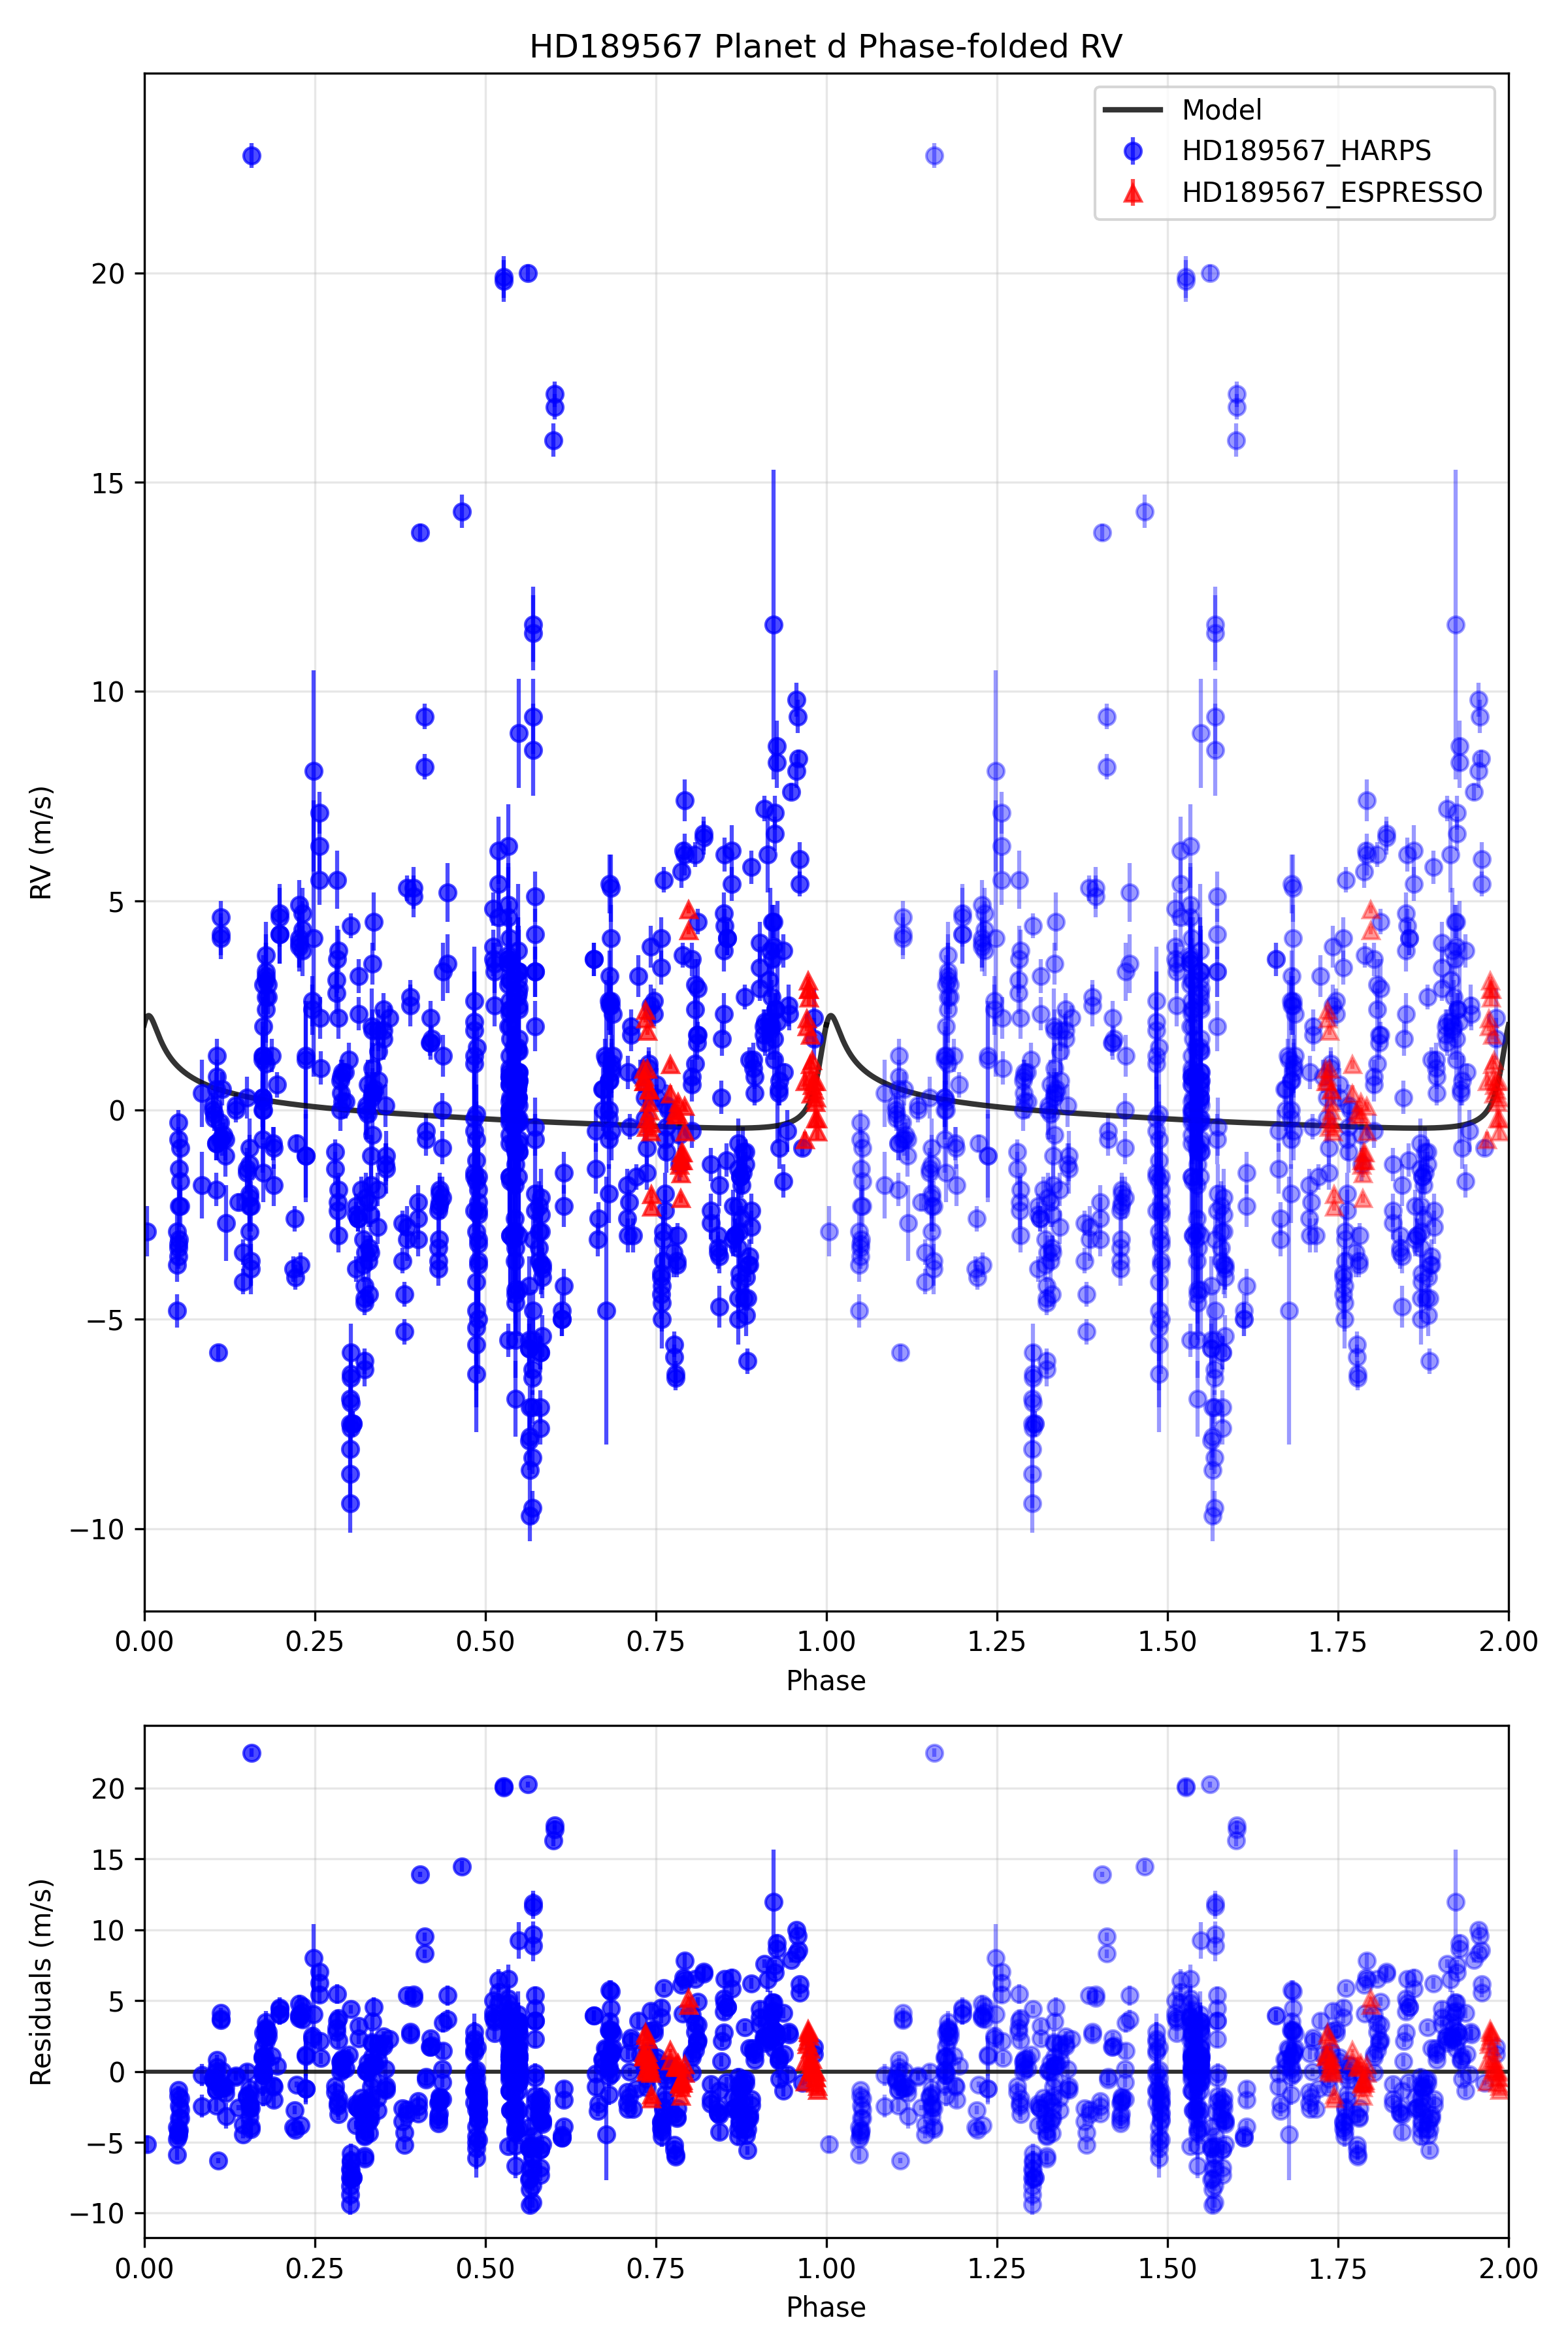 HD189567 Planet d Phase-folded RV
Model
HD189567_HARPS
HD189567_ESPRESSO
RV (m/s)
20
15
10
5
0
−5
−10
0.00 0.25 0.50 0.75 1.00 1.25 1.50 1.75 2.00
Phase
Residuals (m/s)
20
15
10
5
0
−5
−10
0.00 0.25 0.50 0.75 1.00 1.25 1.50 1.75 2.00
Phase